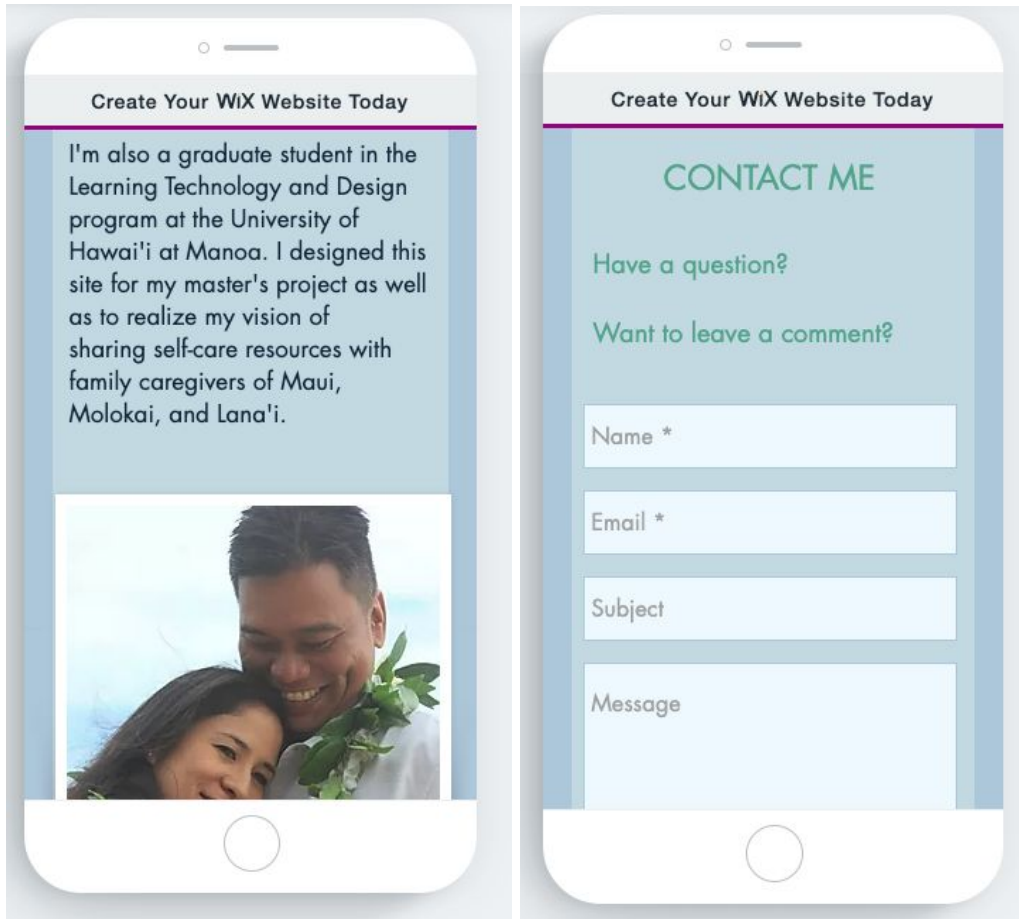 Create Your WiX Website Today
I'm also a graduate student in the
Learning Technology and Design
program at the University of
Hawai'i at Manoa. I designed this
site for my master's project as well
as to realize my vision of
sharing self-care resources with
family caregivers of Maui,
Molokai, and Lana'i.
Create Your WiX Website Today
CONTACT ME
Have a question?
Want to leave a comment?
Name *
Email *
Subject
Message